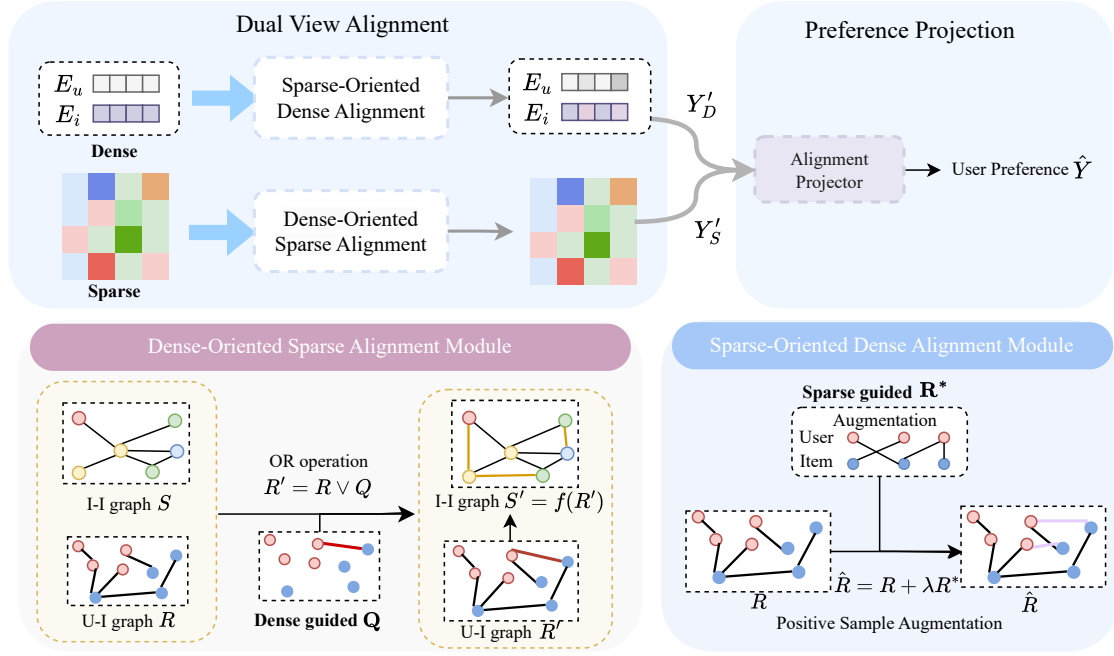 Dual View Alignment
Preference Projection
E_u
E_i
Dense
Sparse-Oriented
Dense Alignment
E_u
E_i
Y'_D
Alignment
Projector
User Preference Ŷ
Sparse
Dense-Oriented
Sparse Alignment
Y'_S
Dense-Oriented Sparse Alignment Module
Sparse-Oriented Dense Alignment Module
I-I graph S
U-I graph R
OR operation
R' = R ∨ Q
Dense guided Q
I-I graph S' = f(R')
U-I graph R'
Sparse guided R*
Augmentation
User
Item
R
R̂ = R + λR*
R̂
Positive Sample Augmentation